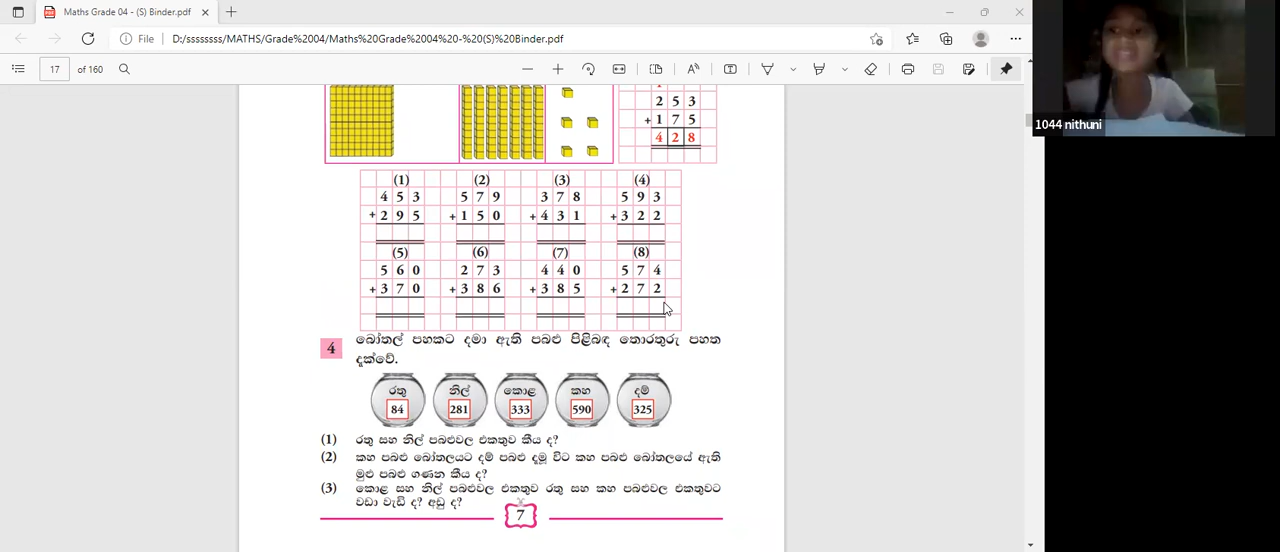 Maths Grade 04 - (S) Binder.pdf
File D:/ssssssss/MATHS/Grade%2004/Maths%20Grade%2004%20-%20(S)%20Binder.pdf
17 of 160
1044 nithuni
2 5 3
+ 1 7 5
4 2 8
(1) (2) (3) (4)
4 5 3 5 7 9 3 7 8 5 9 3
+ 2 9 5 + 1 5 0 + 4 3 1 + 3 2 2
(5) (6) (7) (8)
5 6 0 2 7 3 4 4 0 5 7 4
+ 3 7 0 + 3 8 6 + 3 8 5 + 2 7 2
4 බෝතල් පහකට දමා ඇති පබළු පිළිබඳ තොරතුරු පහත
දැක්වේ.
රතු නිල් කොළ කහ දම්
84 281 333 590 325
(1) රතු සහ නිල් පබළුවල එකතුව කීය ද?
(2) කහ පබළු බෝතලයට දම් පබළු දැමූ විට කහ පබළු බෝතලයේ ඇති
මුළු පබළු ගණන කීය ද?
(3) කොළ සහ නිල් පබළුවල එකතුව රතු සහ කහ පබළුවල එකතුවට
වඩා වැඩි ද? අඩු ද?
7